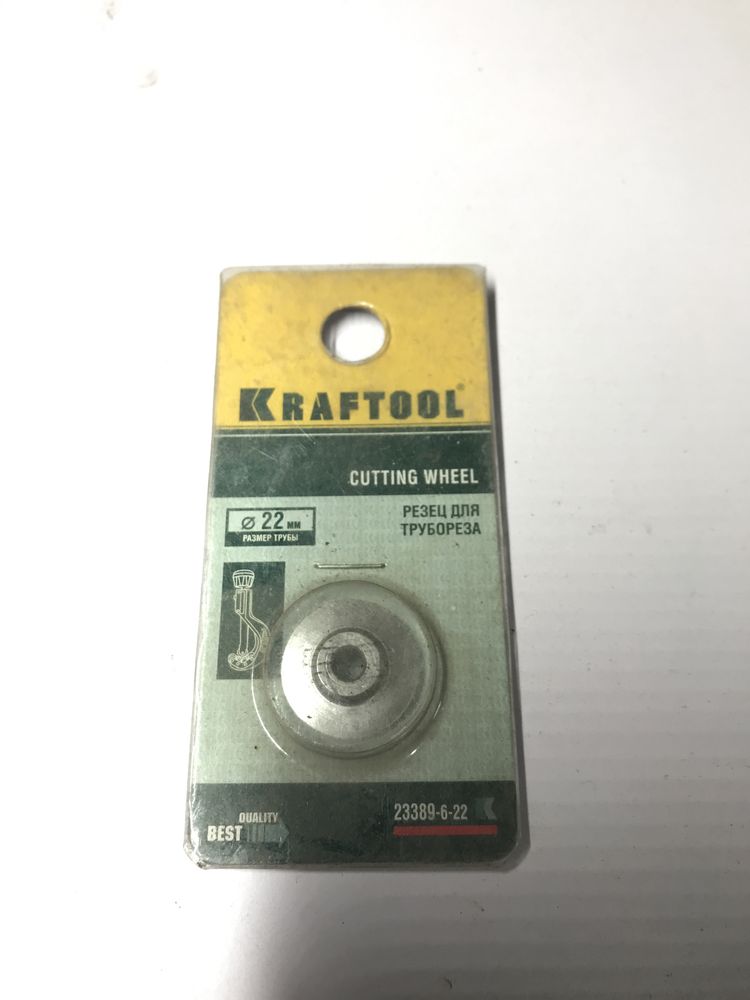 KRAFTOOL®
CUTTING WHEEL
⌀ 22 мм
РАЗМЕР ТРУБЫ
РЕЗЕЦ ДЛЯ
ТРУБОРЕЗА
QUALITY
BEST
23389-6-22